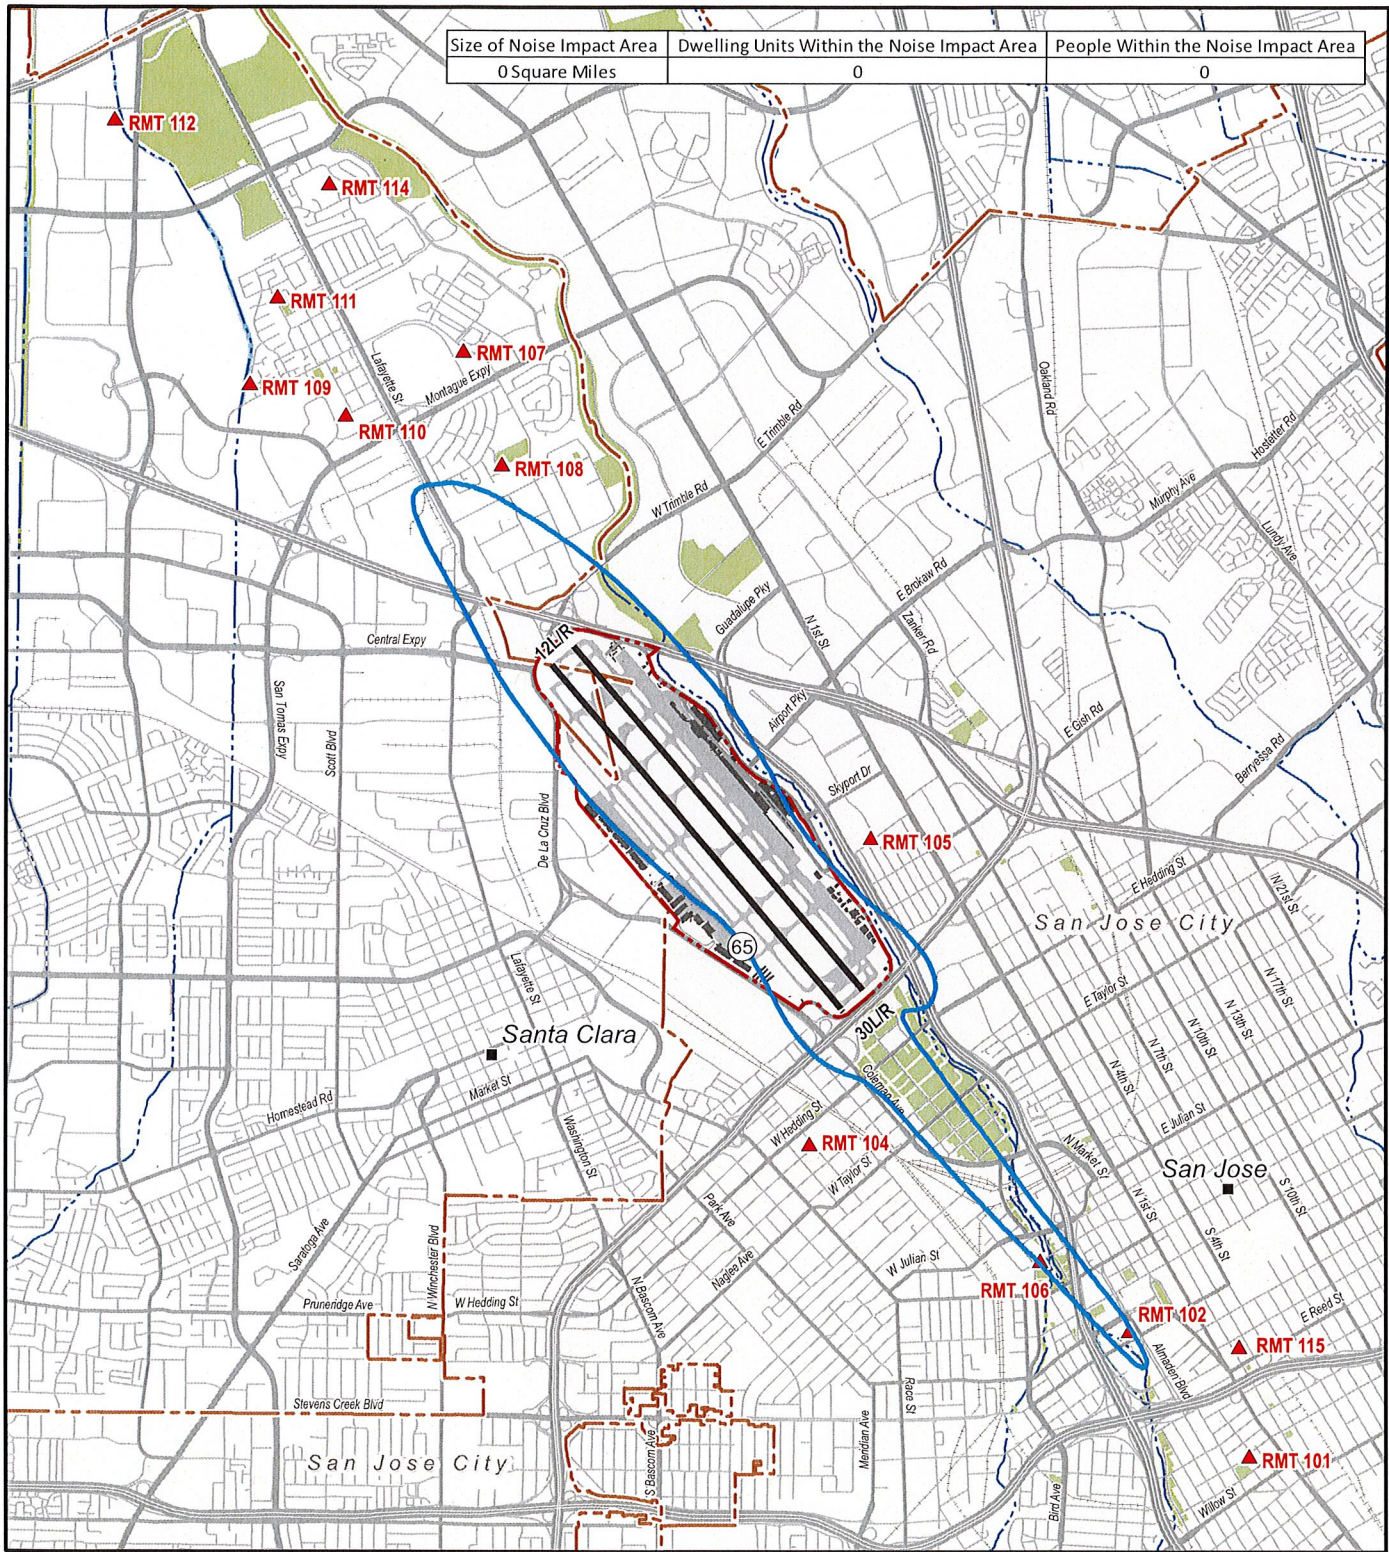 Size of Noise Impact Area Dwelling Units Within the Noise Impact Area People Within the Noise Impact Area
0 Square Miles 0 0
RMT 112
RMT 114
RMT 111
RMT 107
Lafayette St
Montague Expy
RMT 109
RMT 110
Oakland Rd
E Trimble Rd
Hostetter Rd
RMT 108
W Trimble Rd
Murphy Ave
Lundy Ave
E Brokaw Rd
Guadalupe Pky
N 1st St
Zanker Rd
Central Expy
12L/R
San Tomas Expy
Scott Blvd
Airport Pky
E Gish Rd
Berryessa Rd
Skyport Dr
De La Cruz Blvd
RMT 105
E Hedding St
N 21st St
San Jose City
65
Lafayette St
E Taylor St
N 17th St
N 13th St
N 10th St
N 7th St
N 4th St
30L/R
Santa Clara
Coleman Ave
Market St
Homestead Rd
W Hedding St
E Julian St
Washington St
RMT 104
N Market St
W Taylor St
San Jose
Park Ave
N 1st St
S 10th St
Saratoga Ave
N Winchester Blvd
S 4th St
Naglee Ave
W Julian St
RMT 106
Pruneridge Ave
W Hedding St
N Bascom Ave
RMT 102
E Reed St
RMT 115
Almaden Blvd
Race St
Stevens Creek Blvd
Meridian Ave
San Jose City
S Bascom Ave
RMT 101
Willow St
Bird Ave